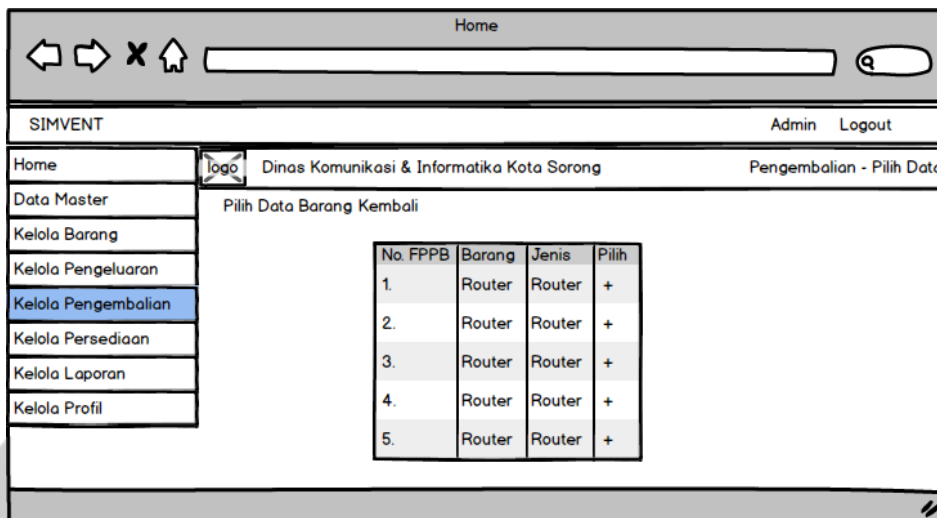 Home
SIMVENT Admin Logout
Home
Data Master
Kelola Barang
Kelola Pengeluaran
Kelola Pengembalian
Kelola Persediaan
Kelola Laporan
Kelola Profil
logo Dinas Komunikasi & Informatika Kota Sorong Pengembalian - Pilih Data
Pilih Data Barang Kembali
No. FPPB Barang Jenis Pilih
1. Router Router +
2. Router Router +
3. Router Router +
4. Router Router +
5. Router Router +